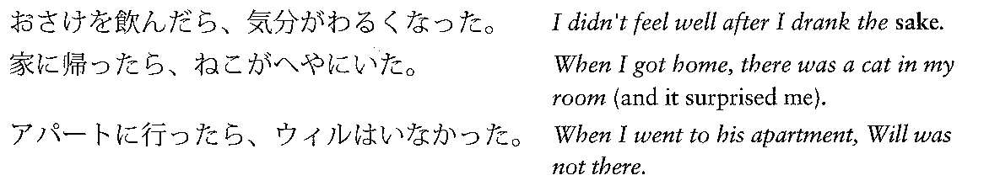 おさけを飲んだら、気分がわるくなった。 I didn't feel well after I drank the sake.
家に帰ったら、ねこがへやにいた。 When I got home, there was a cat in my
room (and it surprised me).
アパートに行ったら、ウィルはいなかった。 When I went to his apartment, Will was
not there.